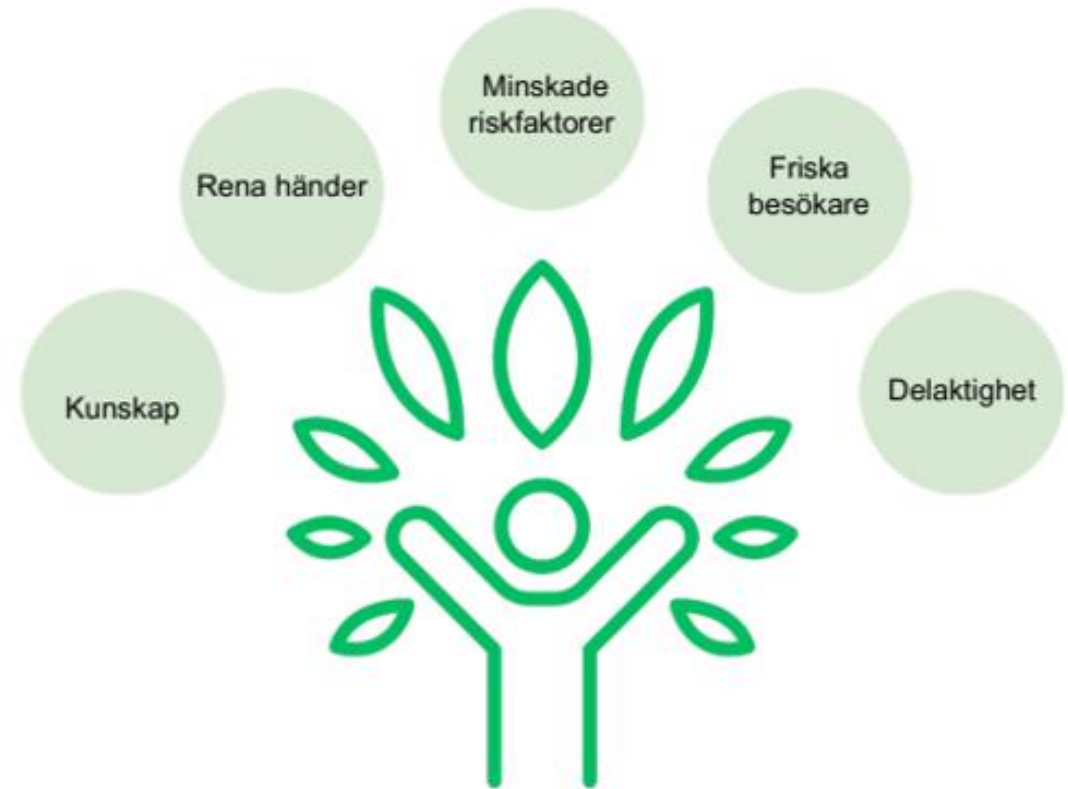 Minskade
riskfaktorer
Rena händer
Friska
besökare
Kunskap
Delaktighet